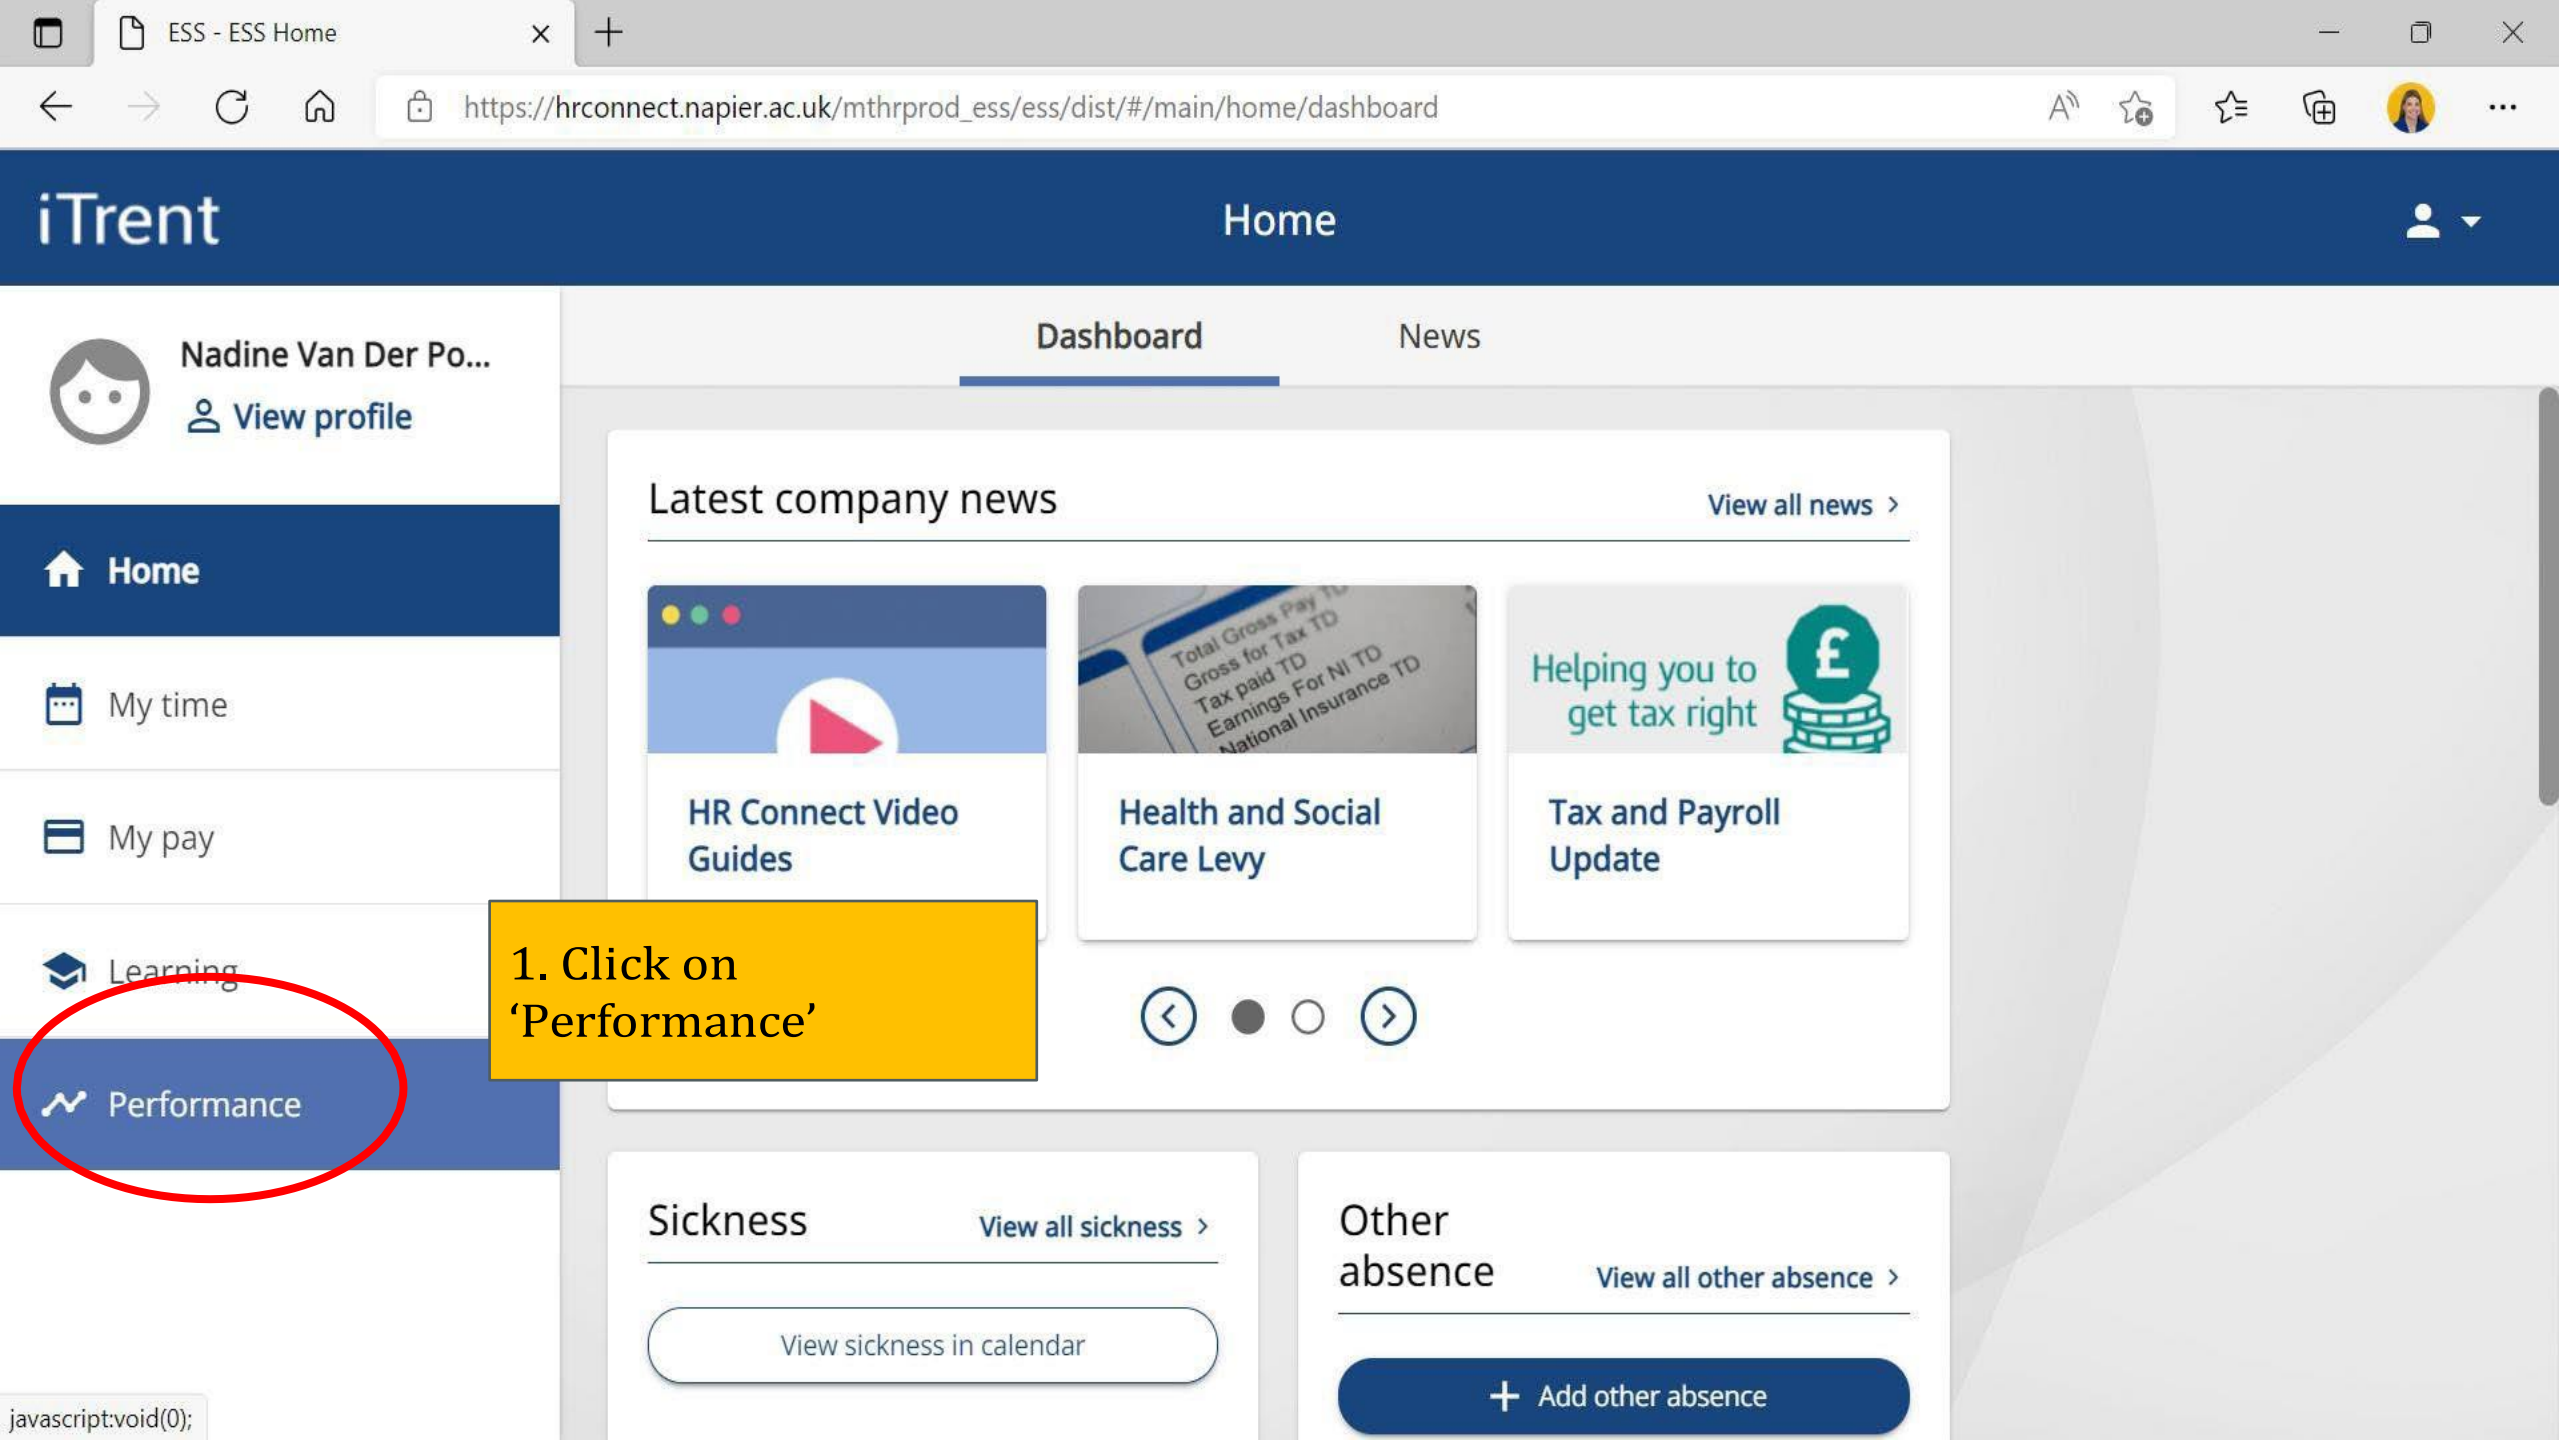 ESS - ESS Home
https://hrconnect.napier.ac.uk/mthrprod_ess/ess/dist/#/main/home/dashboard
iTrent
Home
Nadine Van Der Po...
View profile
Dashboard
News
Home
My time
My pay
Learning
Performance
Latest company news
View all news >
Total Gross Pay TD
Gross for Tax TD
Tax paid TD
Earnings For NI TD
National Insurance TD
Helping you to
get tax right
£
HR Connect Video
Guides
Health and Social
Care Levy
Tax and Payroll
Update
1. Click on
‘Performance’
Sickness
View all sickness >
View sickness in calendar
Other
absence
View all other absence >
+ Add other absence
javascript:void(0);